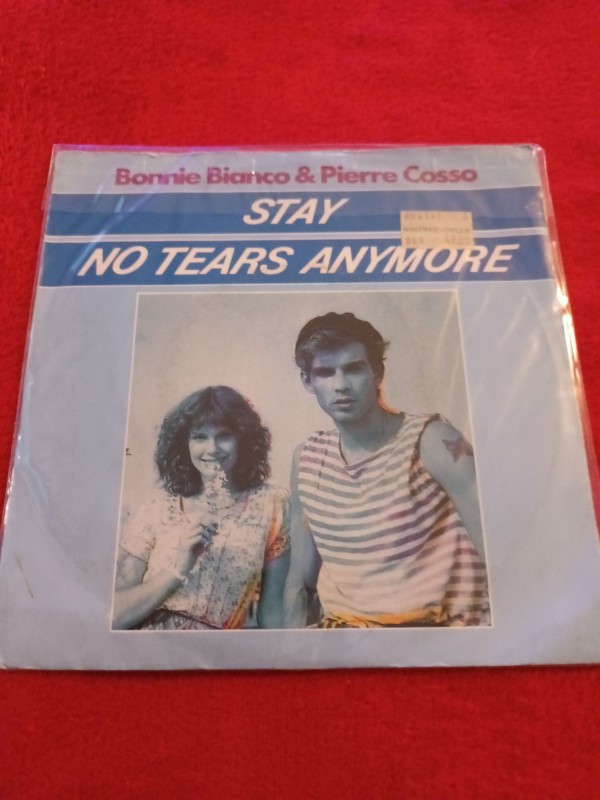 Bonnie Bianco & Pierre Cosso
STAY
NO TEARS ANYMORE